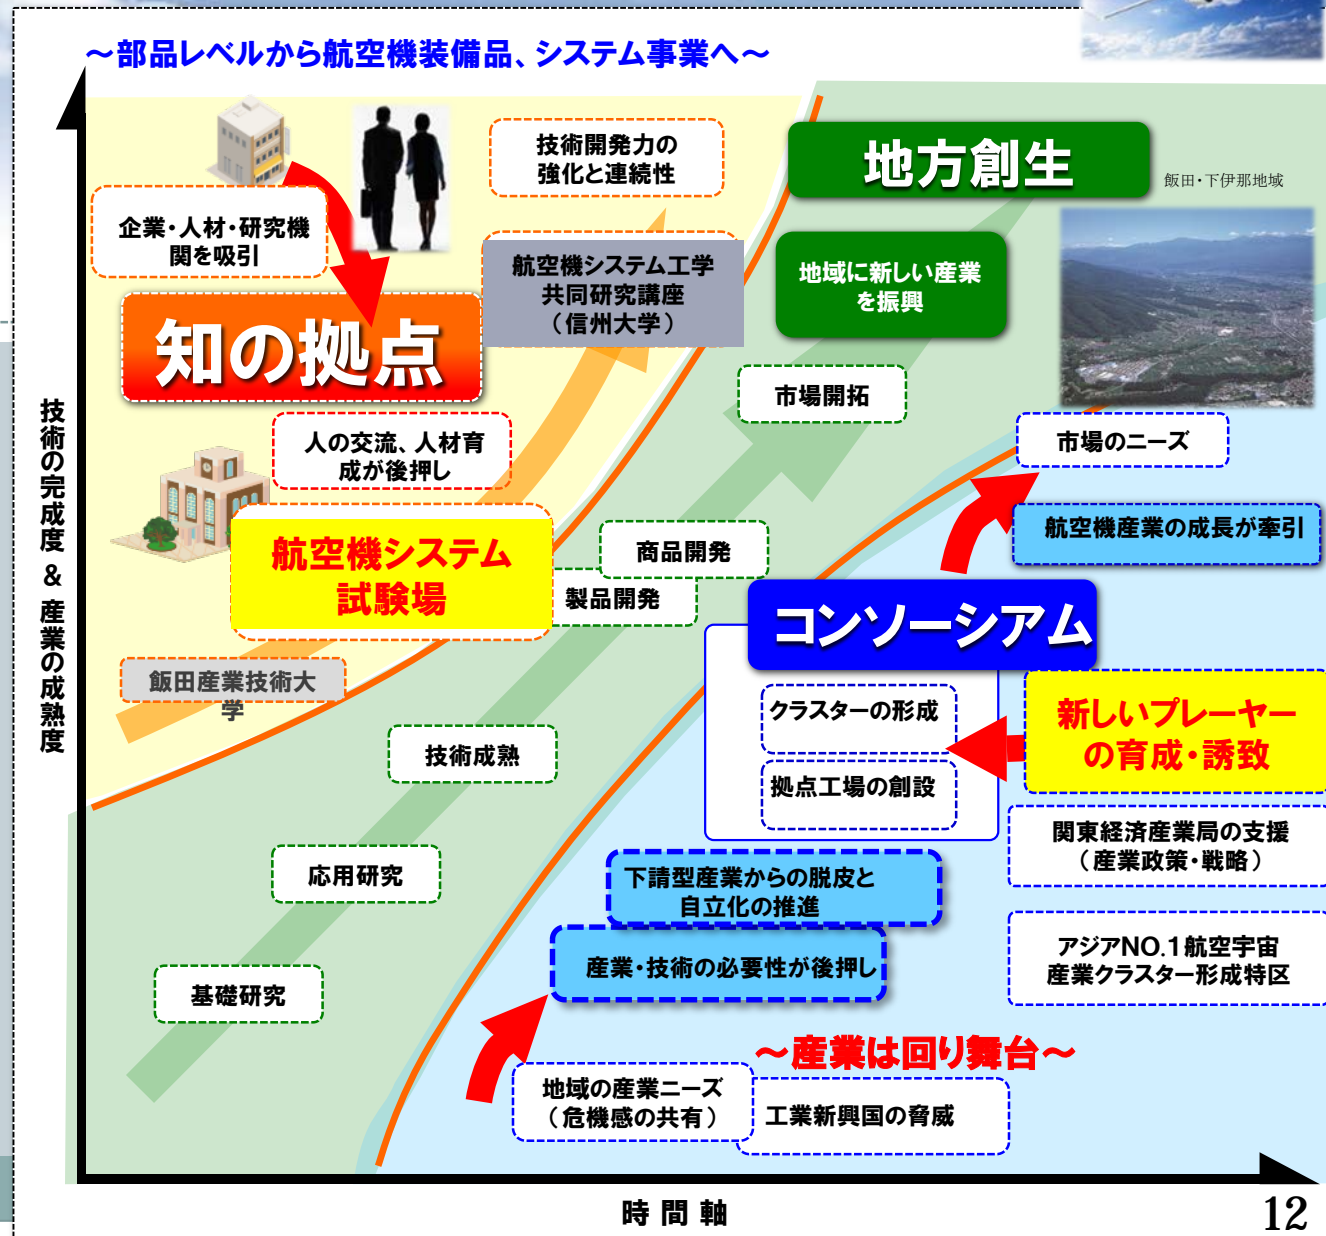 ～部品レベルから航空機装備品、システム事業へ～
技術開発力の
強化と連続性
地方創生
飯田・下伊那地域
企業・人材・研究機
関を吸引
航空機システム工学
共同研究講座
（信州大学）
地域に新しい産業
を振興
知の拠点
市場開拓
人の交流、人材育
成が後押し
市場のニーズ
航空機産業の成長が牽引
航空機システム
試験場
商品開発
製品開発
コンソーシアム
飯田産業技術大
学
クラスターの形成
新しいプレーヤー
の育成・誘致
技術成熟
拠点工場の創設
関東経済産業局の支援
（産業政策・戦略）
応用研究
下請型産業からの脱皮と
自立化の推進
アジアNO.1航空宇宙
産業クラスター形成特区
産業・技術の必要性が後押し
基礎研究
～産業は回り舞台～
地域の産業ニーズ
（危機感の共有）
工業新興国の脅威
技術の完成度 & 産業の成熟度
時間軸
12